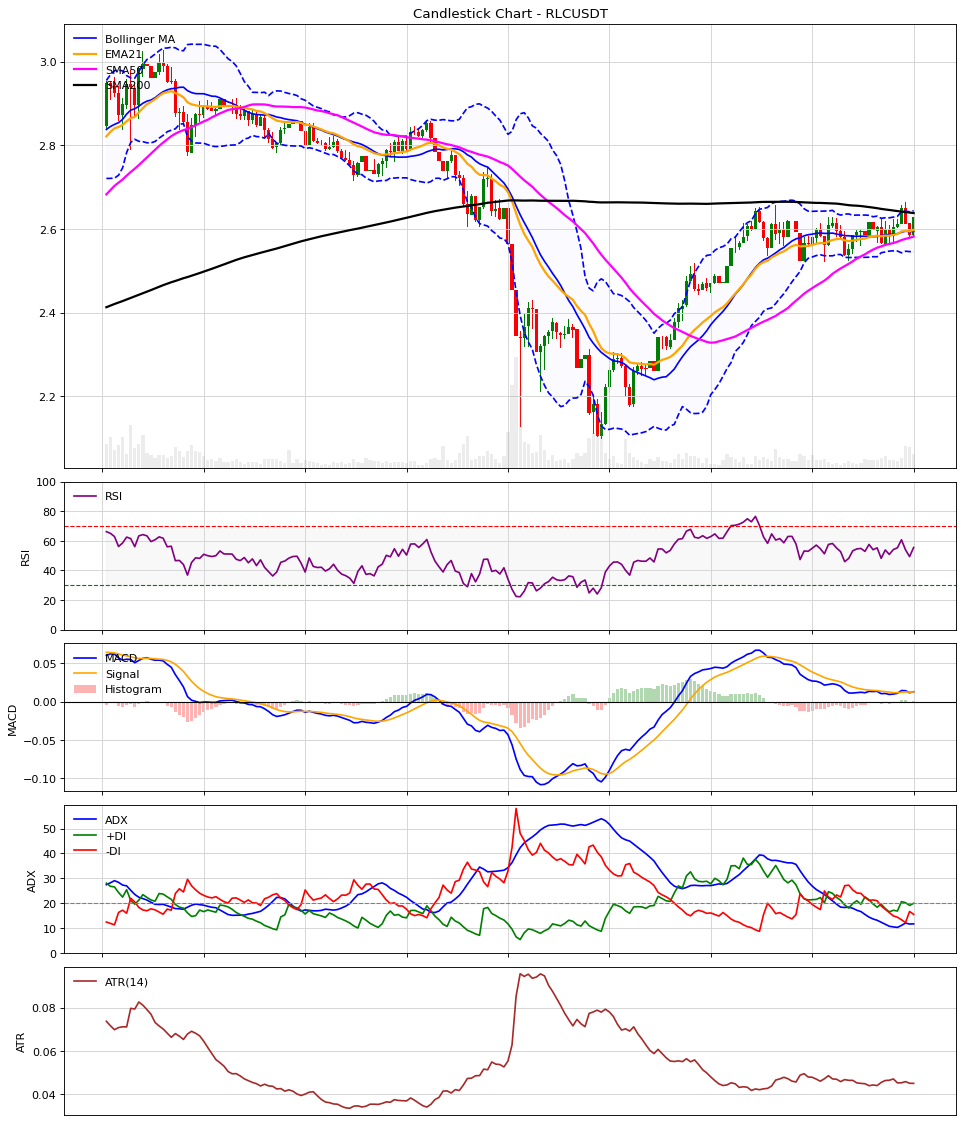 Candlestick Chart - RLCUSDT
Bollinger MA
EMA21
SMA50
SMA200
3.0
2.8
2.6
2.4
2.2
RSI
100
80
60
40
20
0
RSI
MACD
Signal
Histogram
0.05
0.00
−0.05
−0.10
MACD
ADX
+DI
-DI
50
40
30
20
10
0
ADX
ATR(14)
0.08
0.06
0.04
ATR